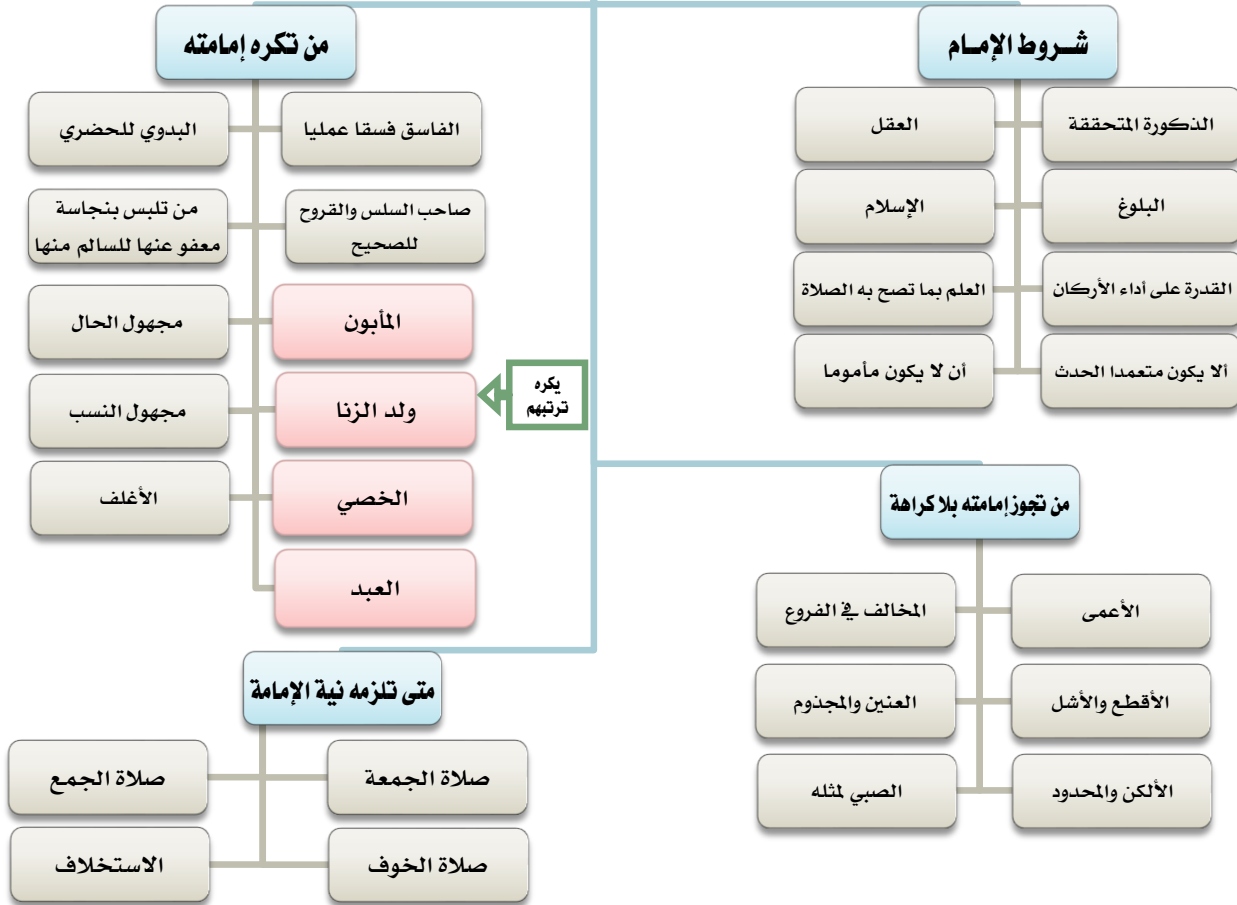 شروط الإمام
الذكورة المتحققة
العقل
البلوغ
الإسلام
القدرة على أداء الأركان
العلم بما تصح به الصلاة
ألا يكون متعمدا الحدث
أن لا يكون مأموما
من تكره إمامته
الفاسق فسقا عمليا
البدوي للحضري
صاحب السلس والقروح
للصحيح
من تلبس بنجاسة
معفو عنها للسالم منها
المأبون
مجهول الحال
ولد الزنا
مجهول النسب
الخصي
الأغلف
العبد
يكره
ترتبهم
من تجوز إمامته بلا كراهة
الأعمى
المخالف في الفروع
الأقطع والأشل
العنين والمجذوم
الألكن والمحدود
الصبي لمثله
متى تلزمه نية الإمامة
صلاة الجمعة
صلاة الجمع
صلاة الخوف
الاستخلاف